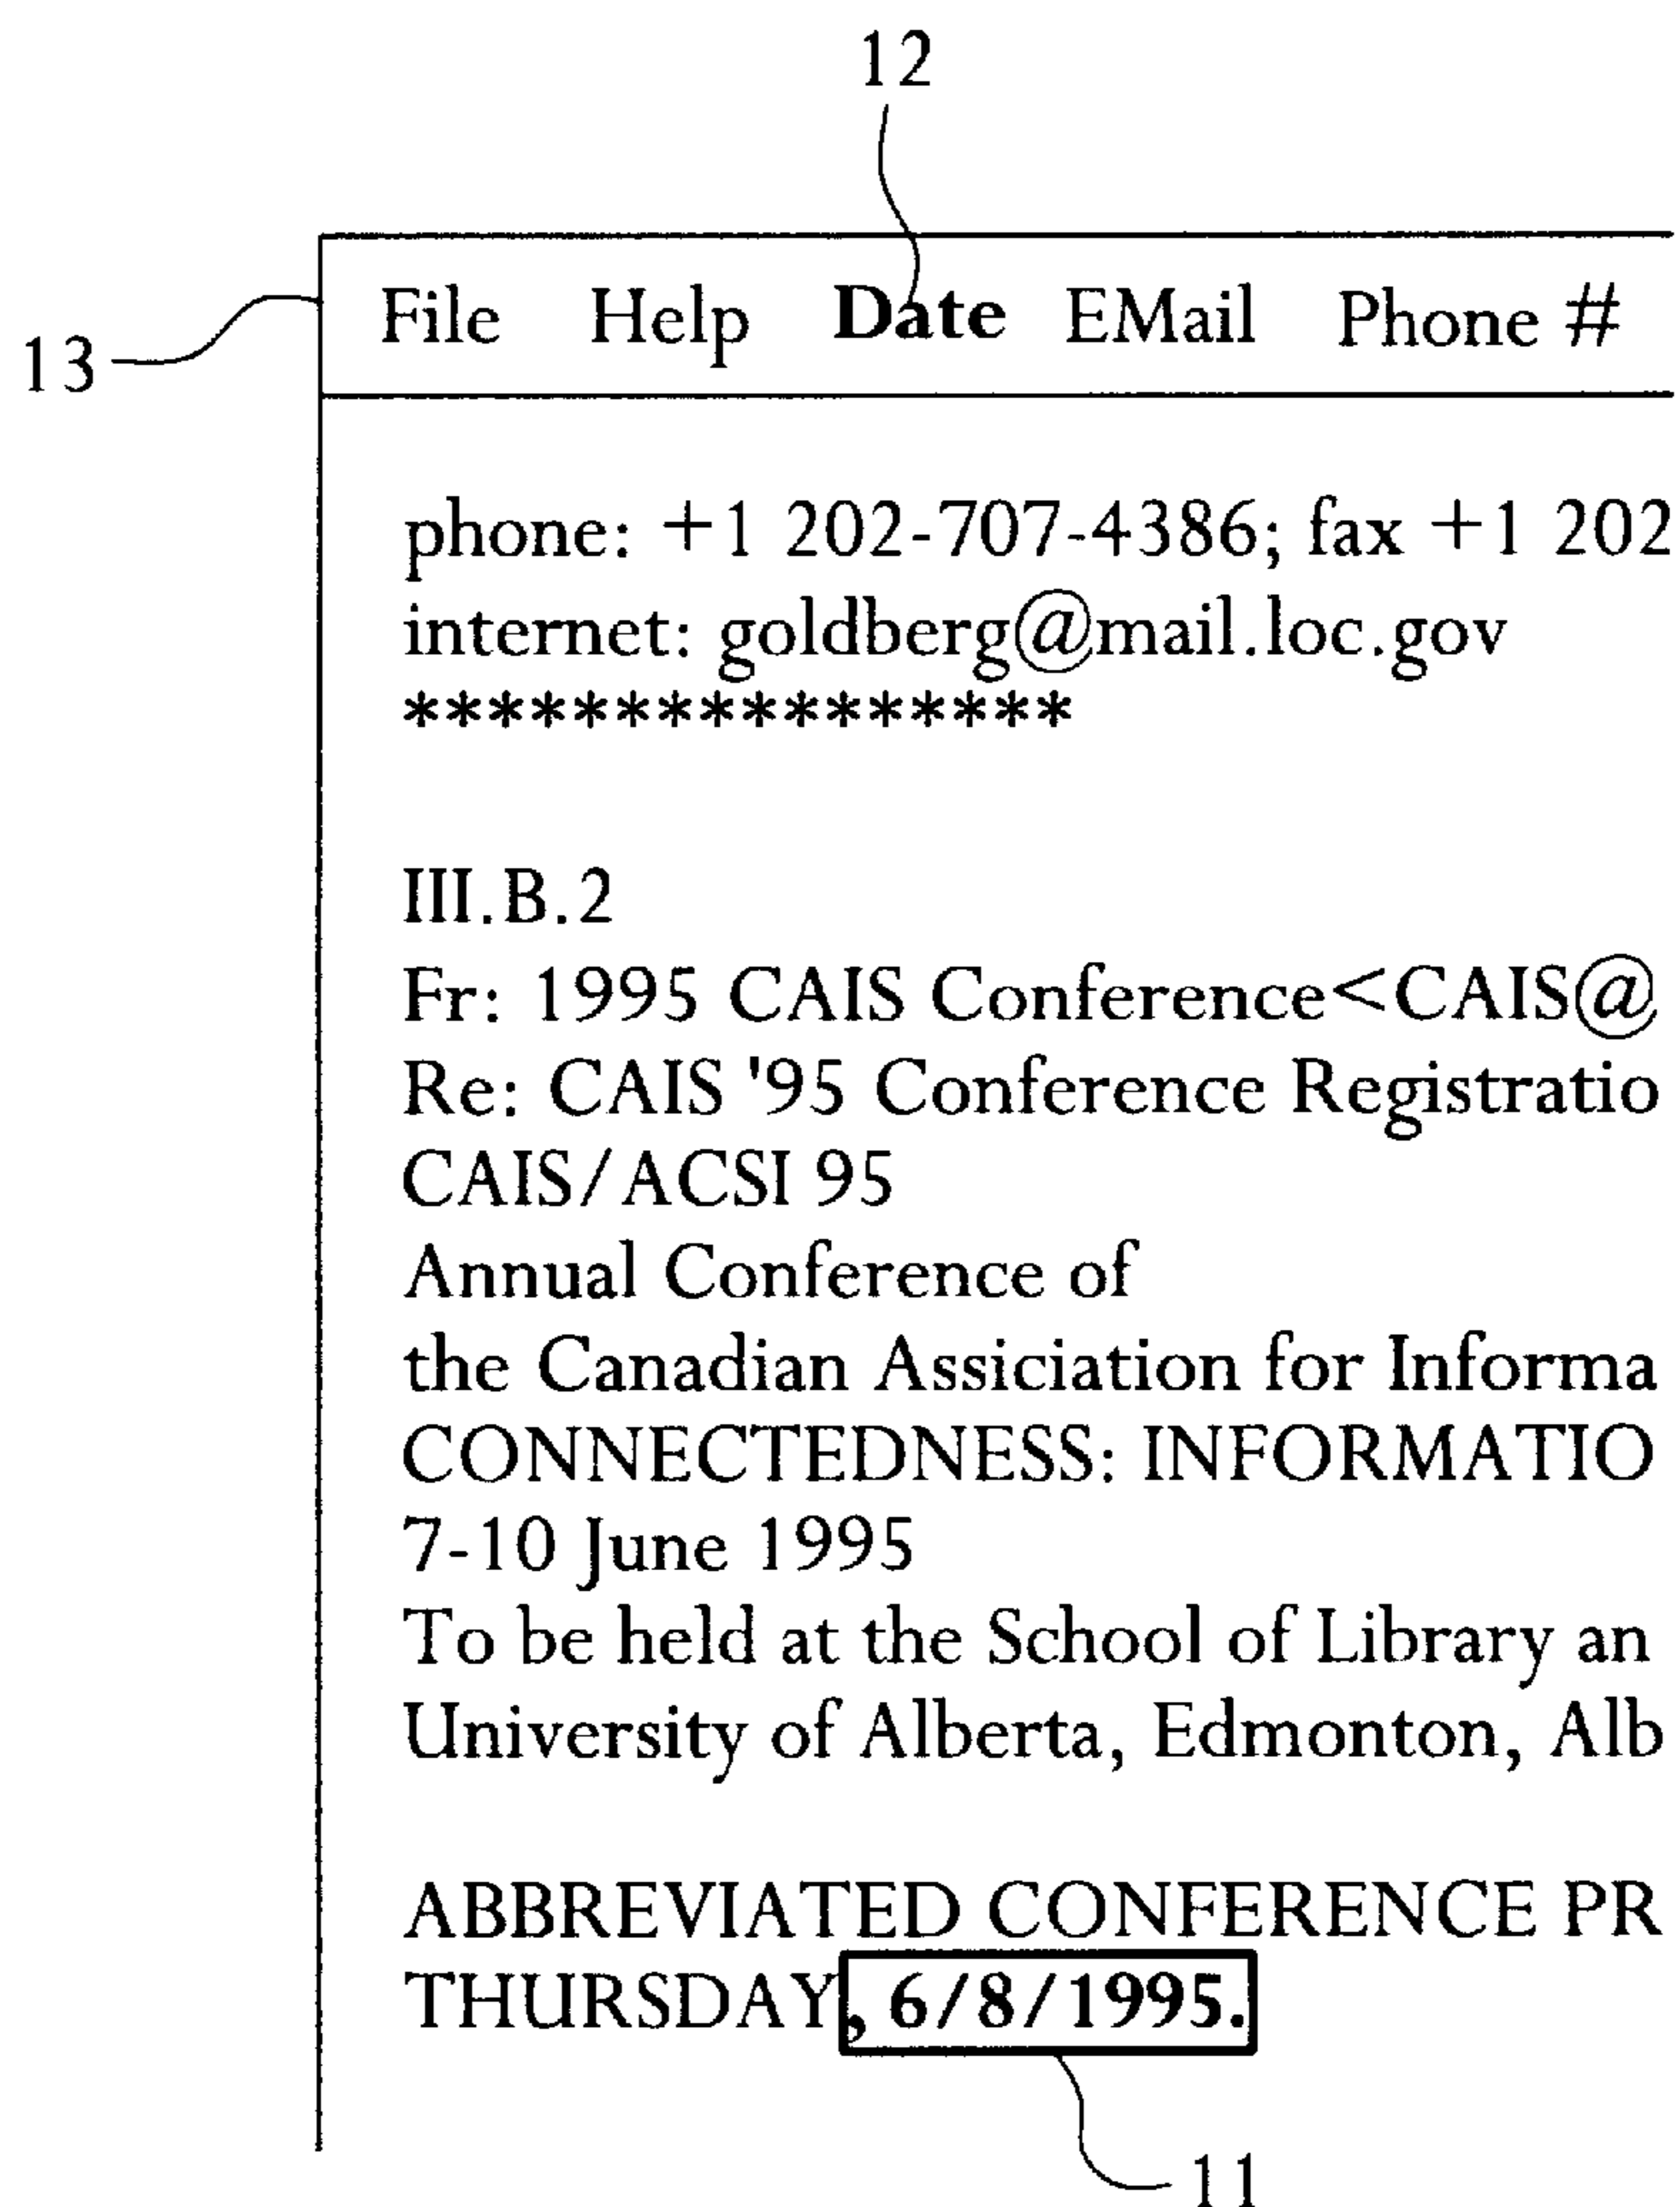 12
File Help Date EMail Phone #
13
phone: +1 202-707-4386; fax +1 202
internet: goldberg@mail.loc.gov
****************
III.B.2
Fr: 1995 CAIS Conference<CAIS@
Re: CAIS '95 Conference Registratio
CAIS/ACSI 95
Annual Conference of
the Canadian Assiciation for Informa
CONNECTEDNESS: INFORMATIO
7-10 June 1995
To be held at the School of Library an
University of Alberta, Edmonton, Alb
ABBREVIATED CONFERENCE PR
THURSDAY, 6/8/1995.
11